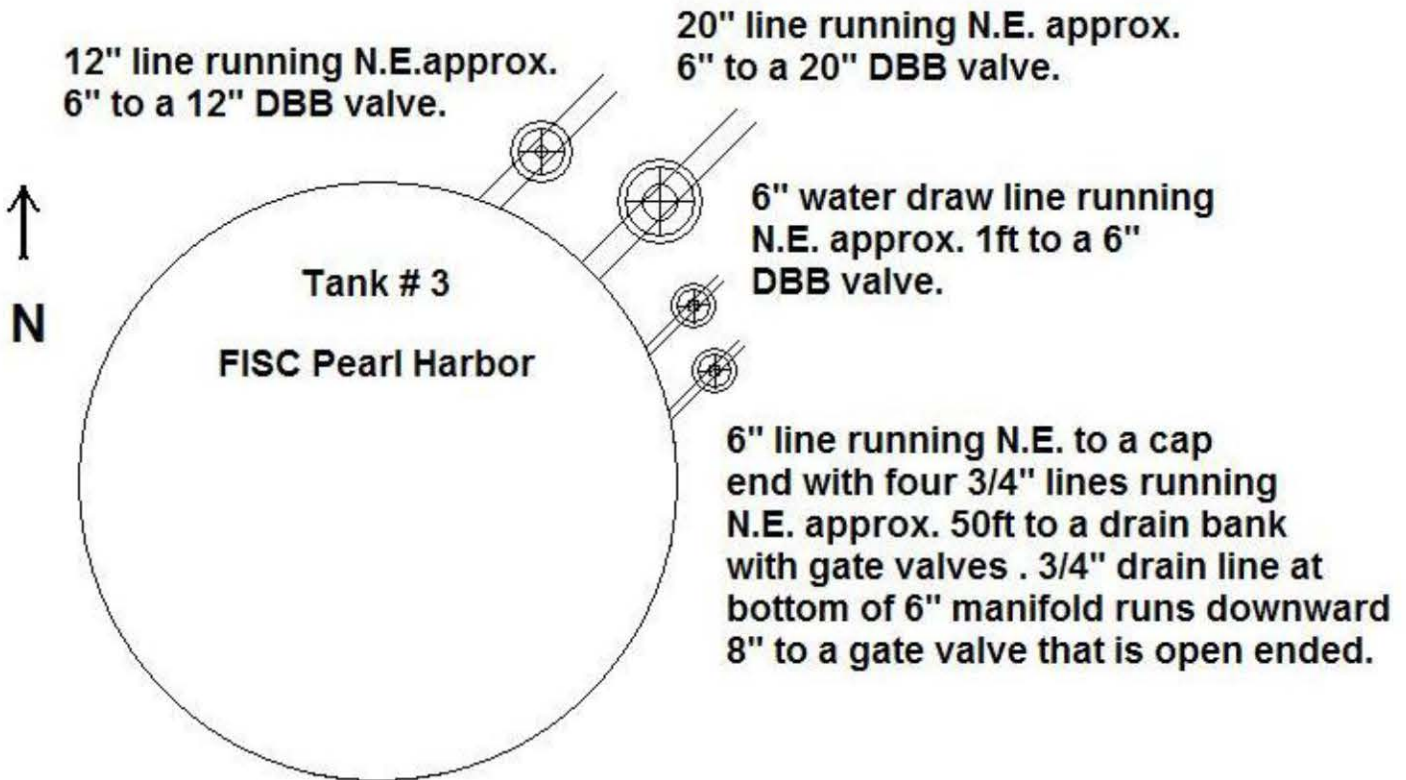 12" line running N.E.approx.
6" to a 12" DBB valve.
20" line running N.E. approx.
6" to a 20" DBB valve.
N
Tank # 3
FISC Pearl Harbor
6" water draw line running
N.E. approx. 1ft to a 6"
DBB valve.
6" line running N.E. to a cap
end with four 3/4" lines running
N.E. approx. 50ft to a drain bank
with gate valves . 3/4" drain line at
bottom of 6" manifold runs downward
8" to a gate valve that is open ended.